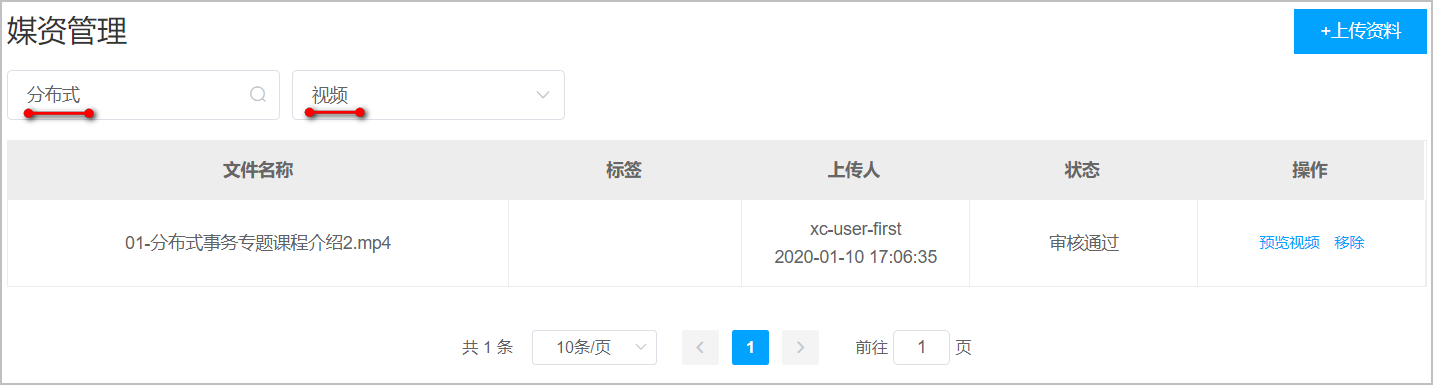 媒资管理
+上传资料
分布式
视频
文件名称 标签 上传人 状态 操作
01-分布式事务专题课程介绍2.mp4
xc-user-first
2020-01-10 17:06:35
审核通过
预览视频 移除
共 1 条 10条/页 1 前往 1 页